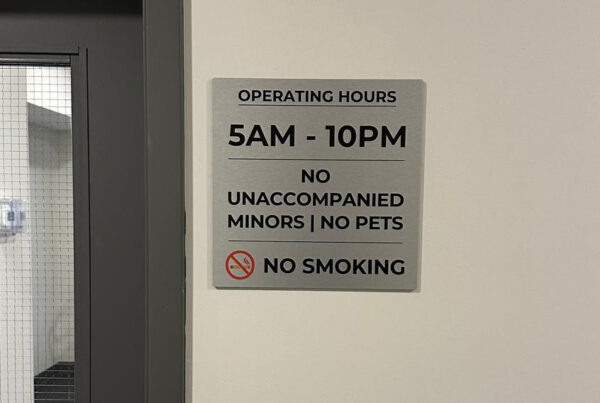 OPERATING HOURS
5AM - 10PM
NO
UNACCOMPANIED
MINORS | NO PETS
NO SMOKING